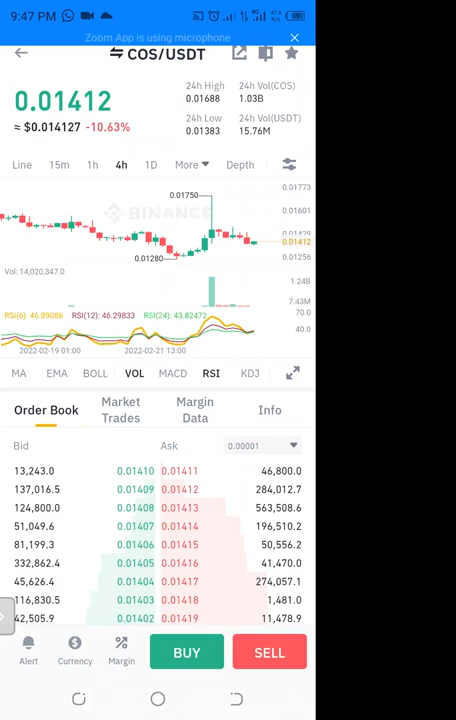 9:47 PM
Zoom App is using microphone
COS/USDT
0.01412
≈ $0.014127 -10.63%
24h High
0.01688
24h Vol(COS)
1.03B
24h Low
0.01383
24h Vol(USDT)
15.76M
Line 15m 1h 4h 1D More Depth
0.01773
0.01750
0.01601
BINANCE
0.01429
0.01412
0.01280
0.01256
Vol: 14,020,347.0
1.24B
7.43M
RSI(6) 46.89086 RSI(12): 46.29833 RSI(24) 43.82472
70.0
40.0
2022-02-19 01:00 2022-02-21 13:00
MA EMA BOLL VOL MACD RSI KDJ
Order Book Market Trades Margin Data Info
Bid Ask 0.00001
13,243.0 0.01410 0.01411 46,800.0
137,016.5 0.01409 0.01412 284,012.7
124,800.0 0.01408 0.01413 563,508.6
51,049.6 0.01407 0.01414 196,510.2
81,199.3 0.01406 0.01415 50,556.2
332,862.4 0.01405 0.01416 41,470.0
45,626.4 0.01404 0.01417 274,057.1
116,830.5 0.01403 0.01418 1,481.0
42,505.9 0.01402 0.01419 11,478.9
Alert Currency Margin BUY SELL